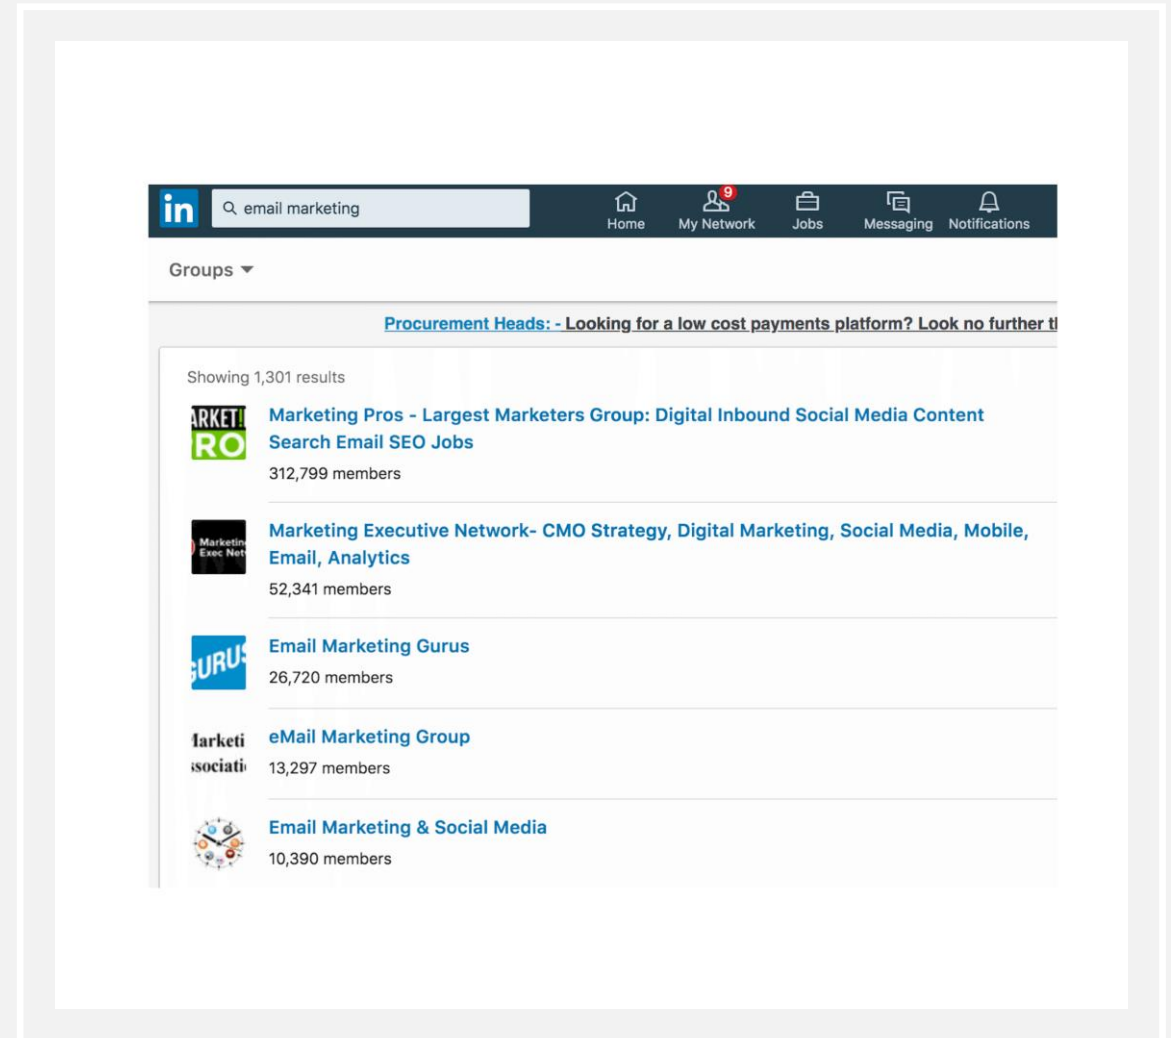 in
email marketing
9
Home
My Network
Jobs
Messaging
Notifications
Groups
Procurement Heads: - Looking for a low cost payments platform? Look no further
Showing 1,301 results
Marketing Pros - Largest Marketers Group: Digital Inbound Social Media Content
Search Email SEO Jobs
312,799 members
Marketing Executive Network- CMO Strategy, Digital Marketing, Social Media, Mobile,
Email, Analytics
52,341 members
Email Marketing Gurus
26,720 members
eMail Marketing Group
13,297 members
Email Marketing & Social Media
10,390 members